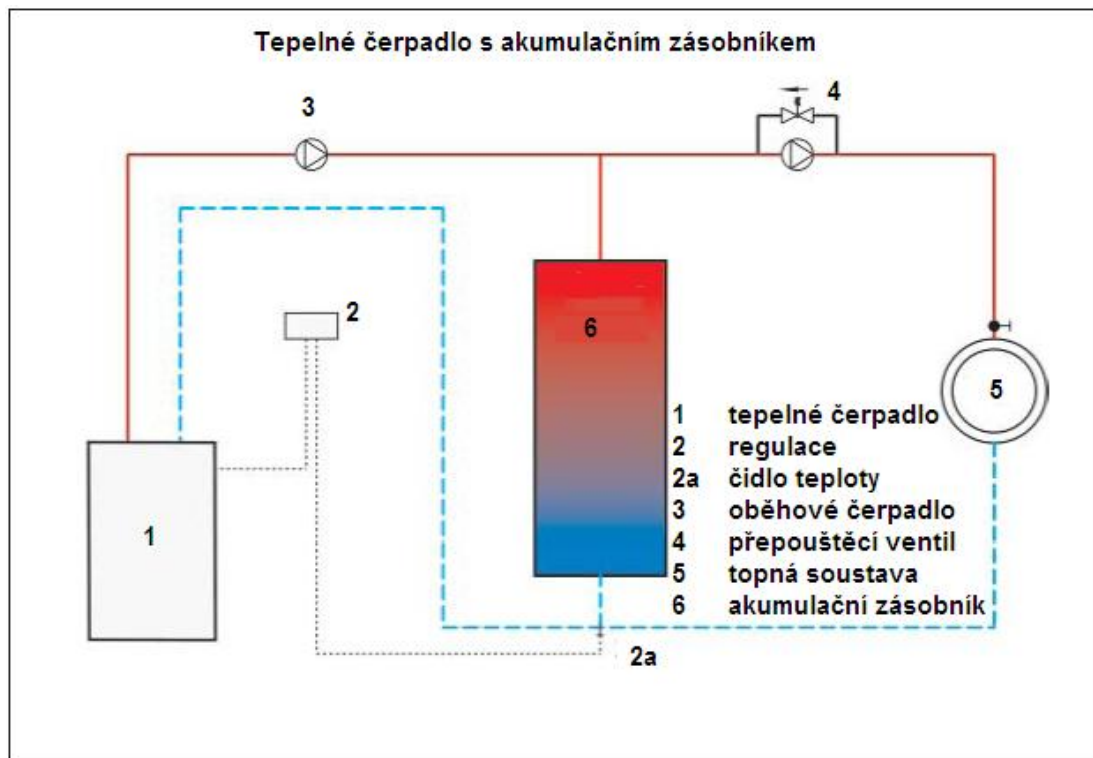 Tepelné čerpadlo s akumulačním zásobníkem
3
4
2
6
5
1
1 tepelné čerpadlo
2 regulace
2a čidlo teploty
3 oběhové čerpadlo
4 přepouštěcí ventil
5 topná soustava
6 akumulační zásobník
2a